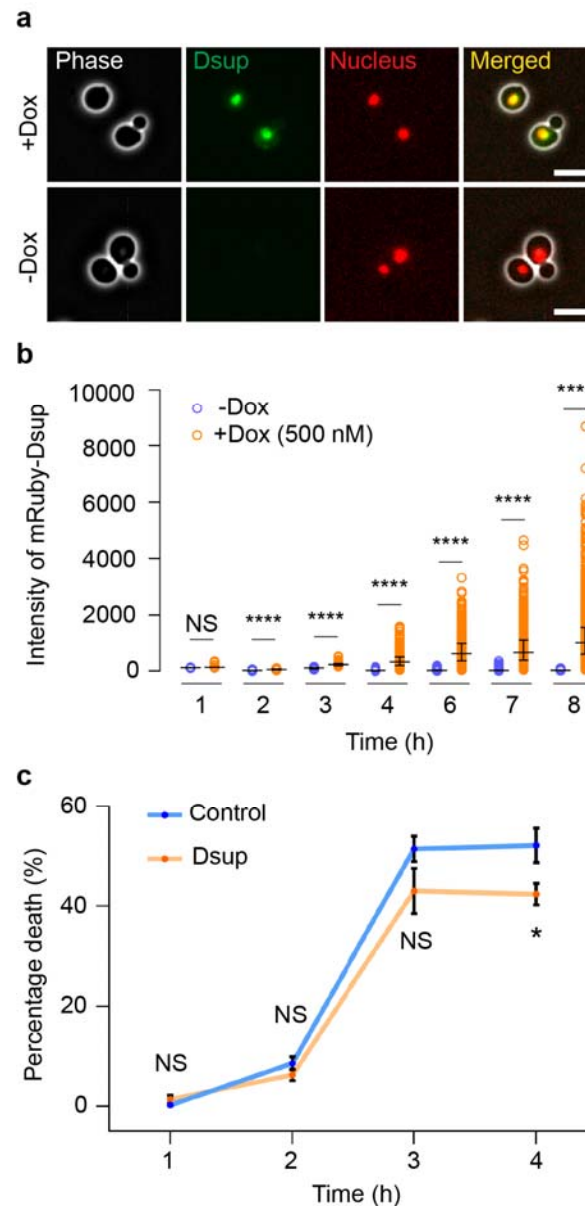 a
Phase Dsup Nucleus Merged
+Dox
-Dox
b
Intensity of mRuby-Dsup
10000
8000
6000
4000
2000
0
-Dox
+Dox (500 nM)
NS **** **** **** **** **** ****
1 2 3 4 6 7 8
Time (h)
c
Percentage death (%)
60
40
20
0
Control
Dsup
NS NS NS *
1 2 3 4
Time (h)